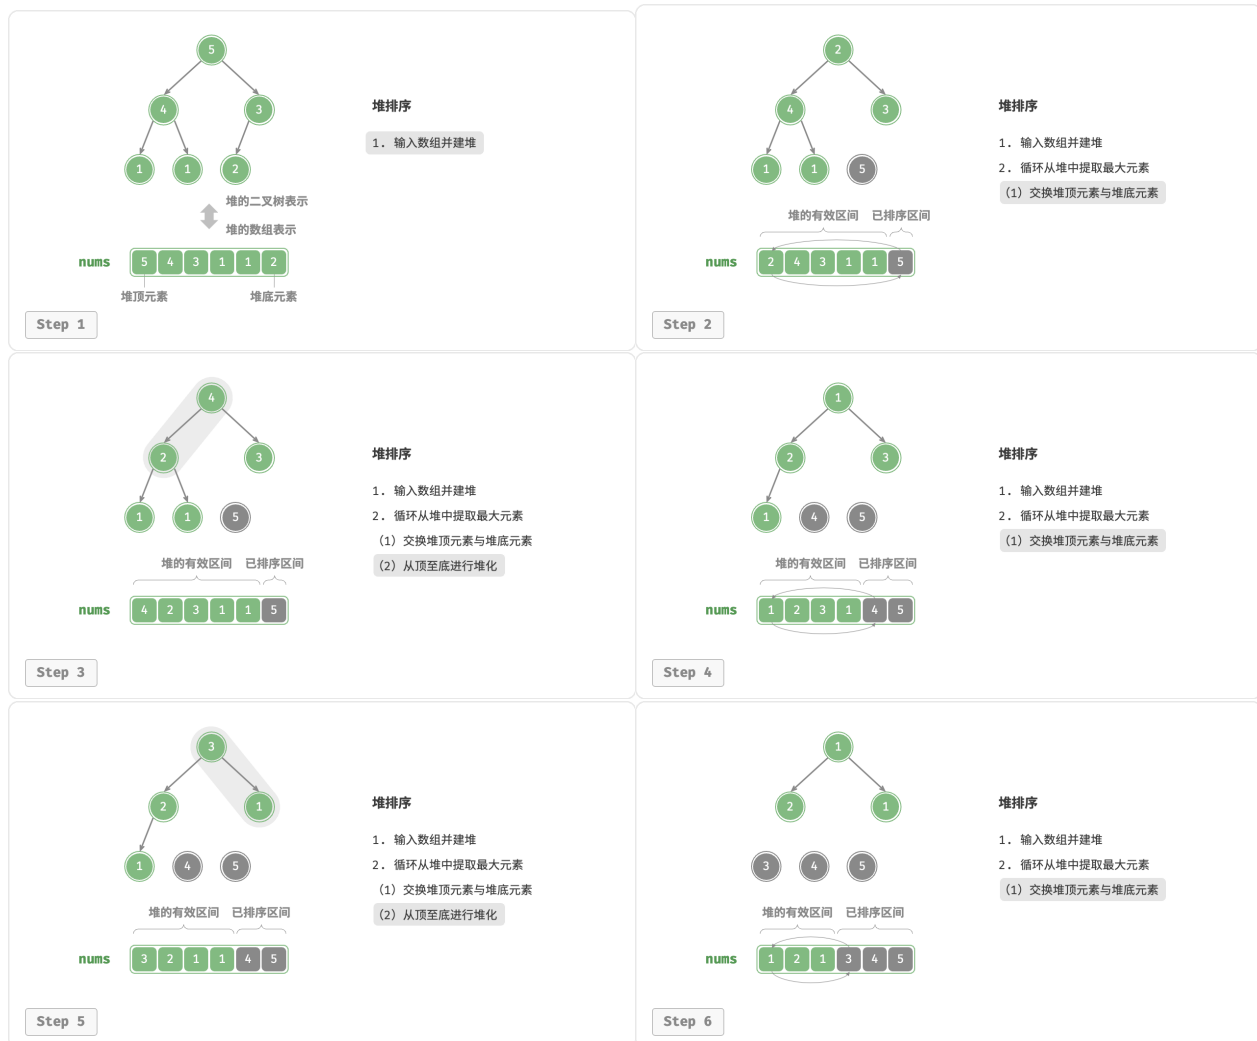 5
4 3
1 1 2
堆排序
1. 输入数组并建堆
堆的二叉树表示
堆的数组表示
nums 5 4 3 1 1 2
堆顶元素 堆底元素
Step 1
2
4 3
1 1 5
堆排序
1. 输入数组并建堆
2. 循环从堆中提取最大元素
（1）交换堆顶元素与堆底元素
堆的有效区间 已排序区间
nums 2 4 3 1 1 5
Step 2
4
2 3
1 1 5
堆排序
1. 输入数组并建堆
2. 循环从堆中提取最大元素
（1）交换堆顶元素与堆底元素
（2）从顶至底进行堆化
堆的有效区间 已排序区间
nums 4 2 3 1 1 5
Step 3
1
2 3
1 4 5
堆排序
1. 输入数组并建堆
2. 循环从堆中提取最大元素
（1）交换堆顶元素与堆底元素
堆的有效区间 已排序区间
nums 1 2 3 1 4 5
Step 4
3
2 1
1 4 5
堆排序
1. 输入数组并建堆
2. 循环从堆中提取最大元素
（1）交换堆顶元素与堆底元素
（2）从顶至底进行堆化
堆的有效区间 已排序区间
nums 3 2 1 1 4 5
Step 5
1
2 1
3 4 5
堆排序
1. 输入数组并建堆
2. 循环从堆中提取最大元素
（1）交换堆顶元素与堆底元素
堆的有效区间 已排序区间
nums 1 2 1 3 4 5
Step 6